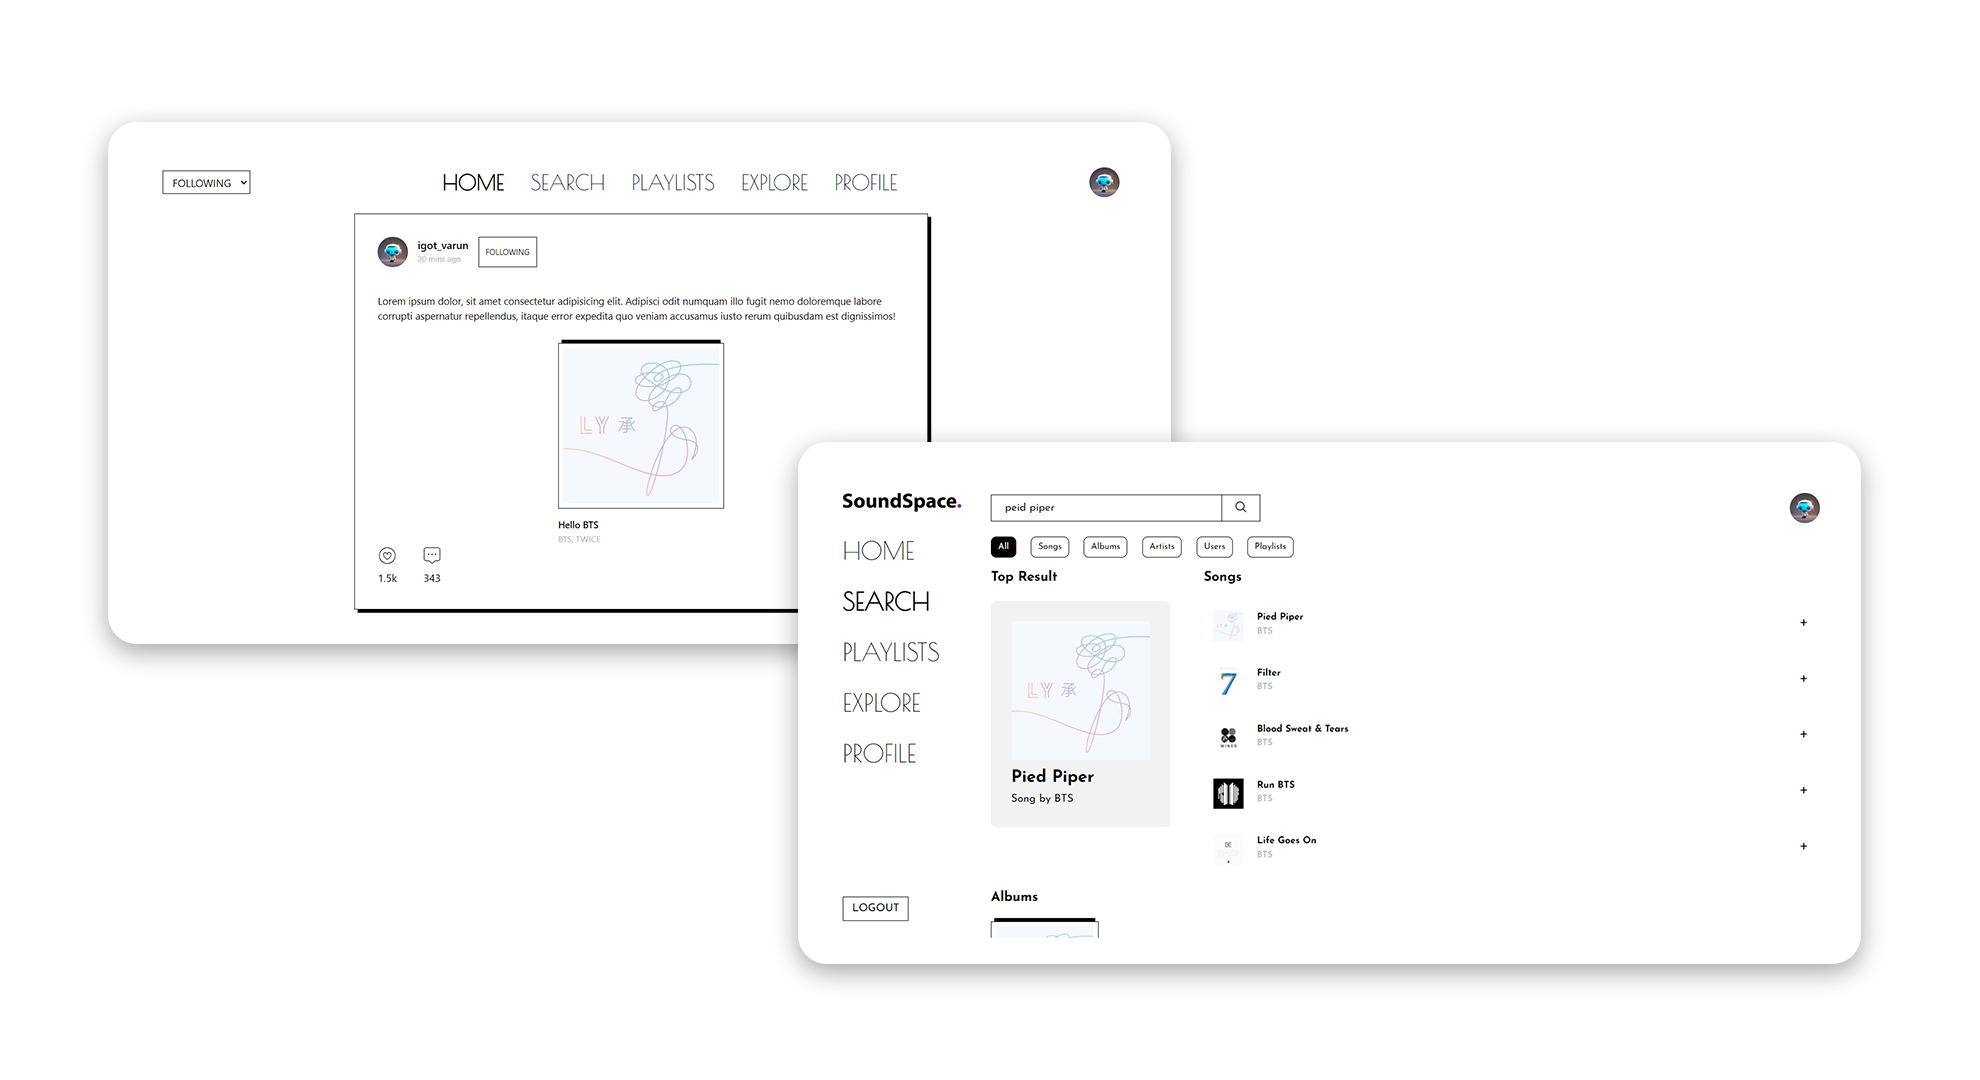 FOLLOWING
HOME SEARCH PLAYLISTS EXPLORE PROFILE
igot_varun
20 mins ago
FOLLOWING
Lorem ipsum dolor, sit amet consectetur adipisicing elit. Adipisci odit numquam illo fugit nemo doloremque labore
corrupti aspernatur repellendus, itaque error expedita quo veniam accusamus iusto rerum quibusdam est dignissimos!
LY 承
Hello BTS
BTS, TWICE
1.5k 343
SoundSpace.
HOME
SEARCH
PLAYLISTS
EXPLORE
PROFILE
LOGOUT
peid piper
All Songs Albums Artists Users Playlists
Top Result
LY 承
Pied Piper
Song by BTS
Songs
Pied Piper
BTS
+
7
Filter
BTS
+
WINGS
Blood Sweat & Tears
BTS
+
Run BTS
BTS
+
BE
Life Goes On
BTS
+
Albums